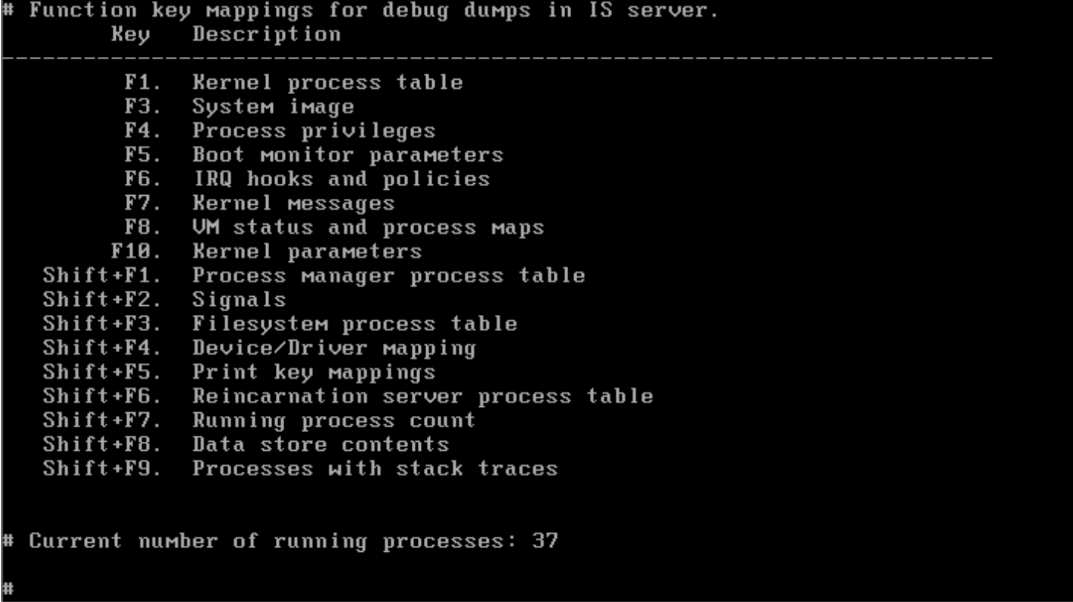 # Function key mappings for debug dumps in IS server.
        Key   Description
-------------------------------------------------------------------------
         F1.  Kernel process table
         F3.  System image
         F4.  Process privileges
         F5.  Boot monitor parameters
         F6.  IRQ hooks and policies
         F7.  Kernel messages
         F8.  VM status and process maps
        F10.  Kernel parameters
   Shift+F1.  Process manager process table
   Shift+F2.  Signals
   Shift+F3.  Filesystem process table
   Shift+F4.  Device/Driver mapping
   Shift+F5.  Print key mappings
   Shift+F6.  Reincarnation server process table
   Shift+F7.  Running process count
   Shift+F8.  Data store contents
   Shift+F9.  Processes with stack traces
# Current number of running processes: 37
#